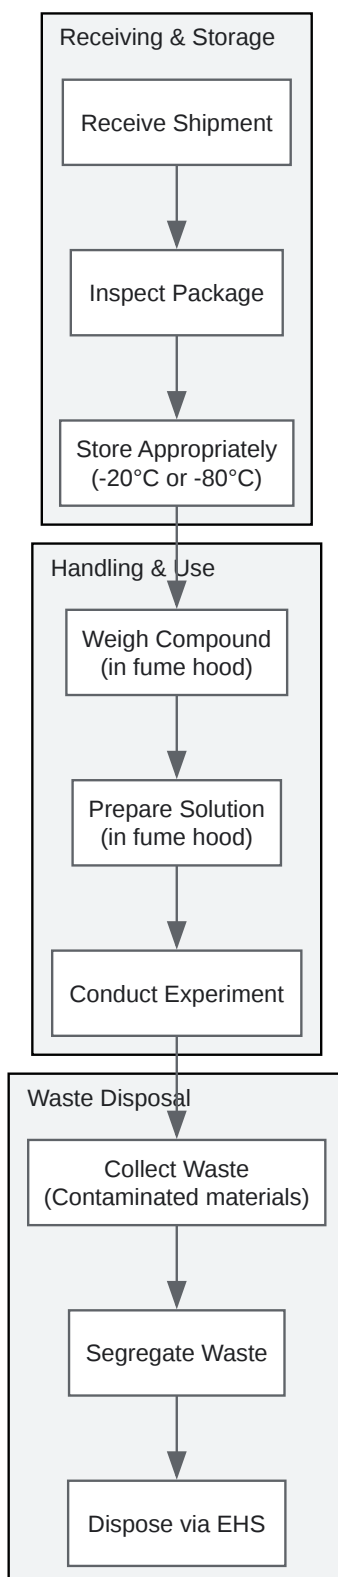 Receiving & Storage
Receive Shipment
Inspect Package
Store Appropriately
(-20°C or -80°C)
Handling & Use
Weigh Compound
(in fume hood)
Prepare Solution
(in fume hood)
Conduct Experiment
Waste Disposal
Collect Waste
(Contaminated materials)
Segregate Waste
Dispose via EHS